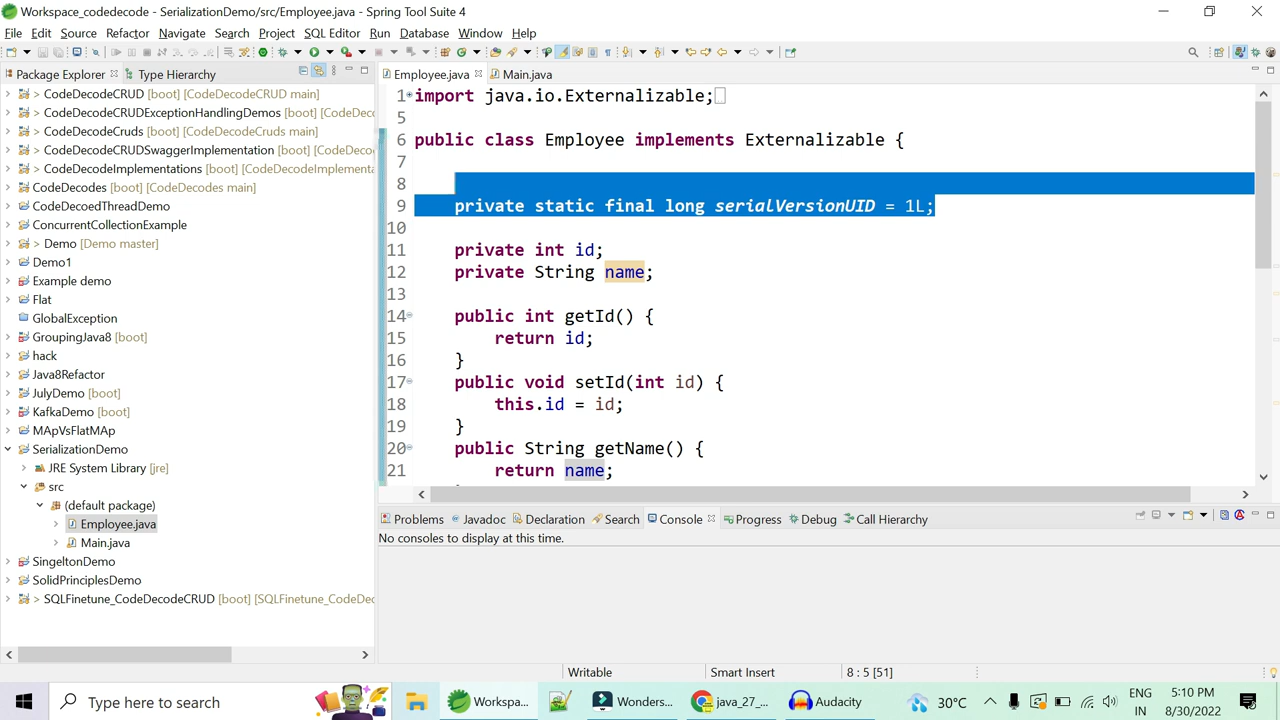 Workspace_codedecode - SerializationDemo/src/Employee.java - Spring Tool Suite 4
File Edit Source Refactor Navigate Search Project SQL Editor Run Database Window Help
Package Explorer Type Hierarchy
> CodeDecodeCRUD [boot] [CodeDecodeCRUD main]
> CodeDecodeCRUDExceptionHandlingDemos [boot] [CodeDeco
> CodeDecodeCruds [boot] [CodeDecodeCruds main]
> CodeDecodeCRUDSwaggerImplementation [boot] [CodeDeco
> CodeDecodeImplementations [boot] [CodeDecodeImplementa
CodeDecodes [boot] [CodeDecodes main]
CodeDecoedThreadDemo
ConcurrentCollectionExample
> Demo [Demo master]
Demo1
Example demo
Flat
GlobalException
GroupingJava8 [boot]
hack
Java8Refactor
JulyDemo [boot]
KafkaDemo [boot]
MApVsFlatMAp
SerializationDemo
JRE System Library [jre]
src
(default package)
Employee.java
Main.java
SingeltonDemo
SolidPrinciplesDemo
> SQLFinetune_CodeDecodeCRUD [boot] [SQLFinetune_CodeDec
Employee.java Main.java
1 import java.io.Externalizable;
5
6 public class Employee implements Externalizable {
7
8
9 private static final long serialVersionUID = 1L;
10
11 private int id;
12 private String name;
13
14 public int getId() {
15 return id;
16 }
17 public void setId(int id) {
18 this.id = id;
19 }
20 public String getName() {
21 return name;
Problems Javadoc Declaration Search Console Progress Debug Call Hierarchy
No consoles to display at this time.
Writable Smart Insert 8 : 5 [51]
Type here to search
Workspa...
Wonders...
java_27_...
Audacity
30°C
ENG
IN
5:10 PM
8/30/2022